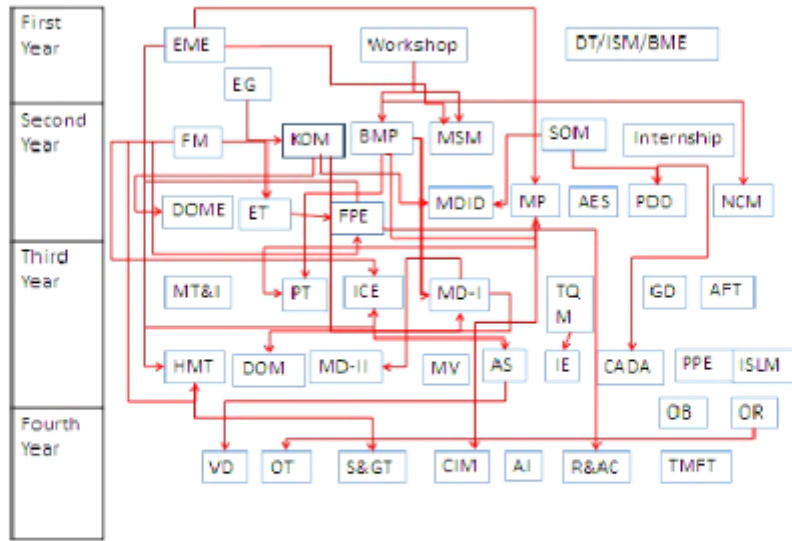 First
Year
EME
Workshop
DT/ISM/BME
EG
Second
Year
FM
KOM
BMP
MSM
SOM
Internship
DOME
ET
FPE
MDID
MP
AES
PDD
NCM
Third
Year
MT&I
PT
ICE
MD-I
TQ
M
GD
AFT
HMT
DOM
MD-II
MV
AS
IE
CADA
PPE
ISLM
OB
OR
Fourth
Year
VD
OT
S&GT
CIM
A.I
R&AC
TMFT